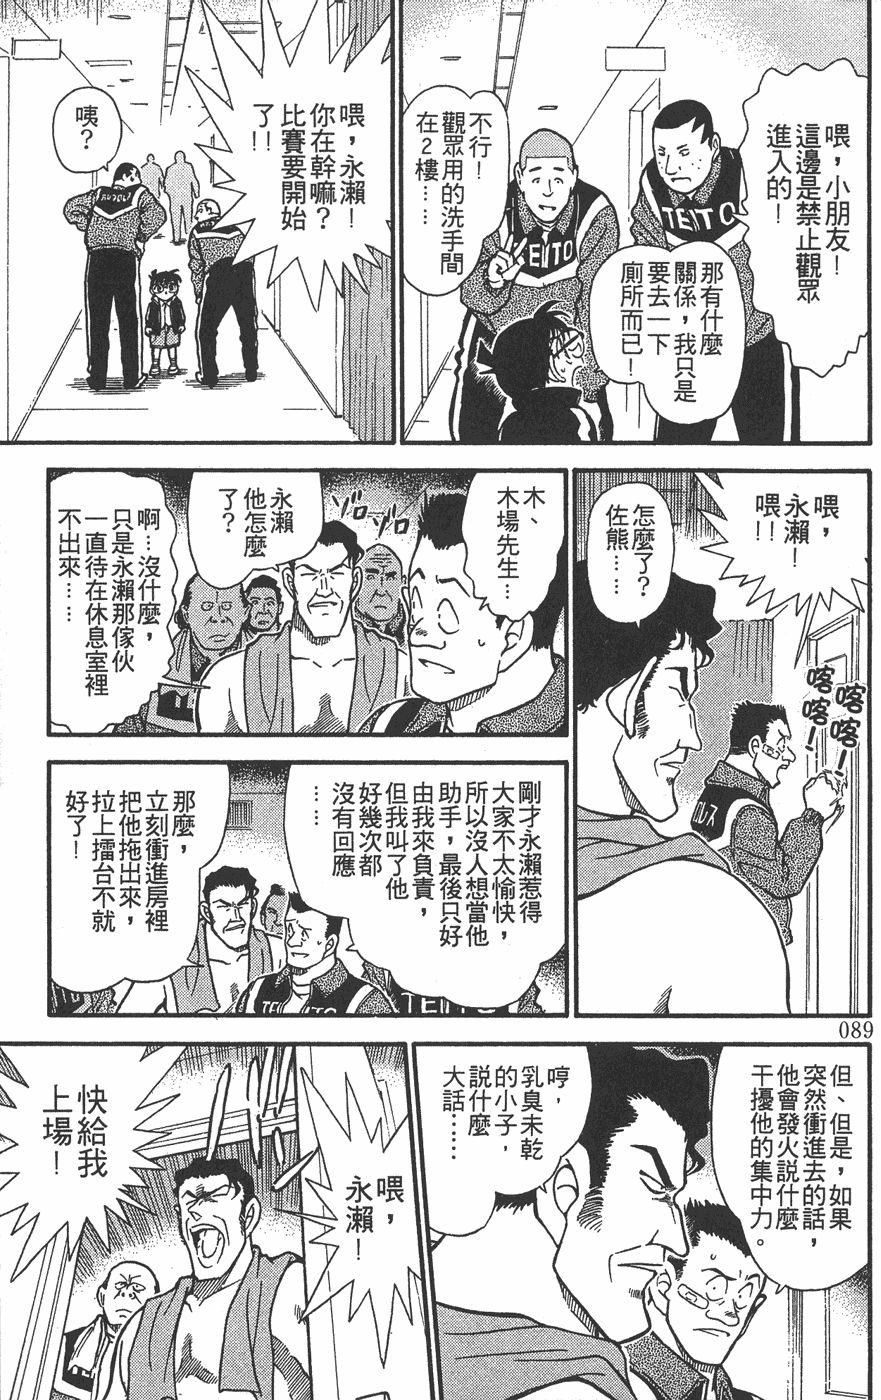 喂，小朋友！
這邊是禁止觀眾
進入的！
那有什麼
關係，我只是
要去一下
廁所而已！
不行！
觀眾用的洗手間
在2樓……
TEITO
TEITO
喂，永瀨！
你在幹嘛？
比賽要開始
了!!
咦？
喂，
永瀨！
喂!!
怎麼了？
佐熊……
喀喀！
喀喀！
木、
木場先生…
永瀨
他怎麼
了？
啊…沒什麼，
只是永瀨那傢伙
一直待在休息室裡
不出來……
剛才永瀨惹得
大家不太愉快，
所以沒人想當他
助手，最後只好
由我來負責，
但我叫了他
好幾次都
沒有回應
……
那麼，
立刻衝進房裡
把他拖出來，
拉上擂台不就
好了！
TEITO
089
但、但是，如果
突然衝進去的話，
他會發火說什麼
干擾他的集中力。
哼，
乳臭未乾
的小子，
說什麼
大話……
喂，
永瀨！
快給我
上場！